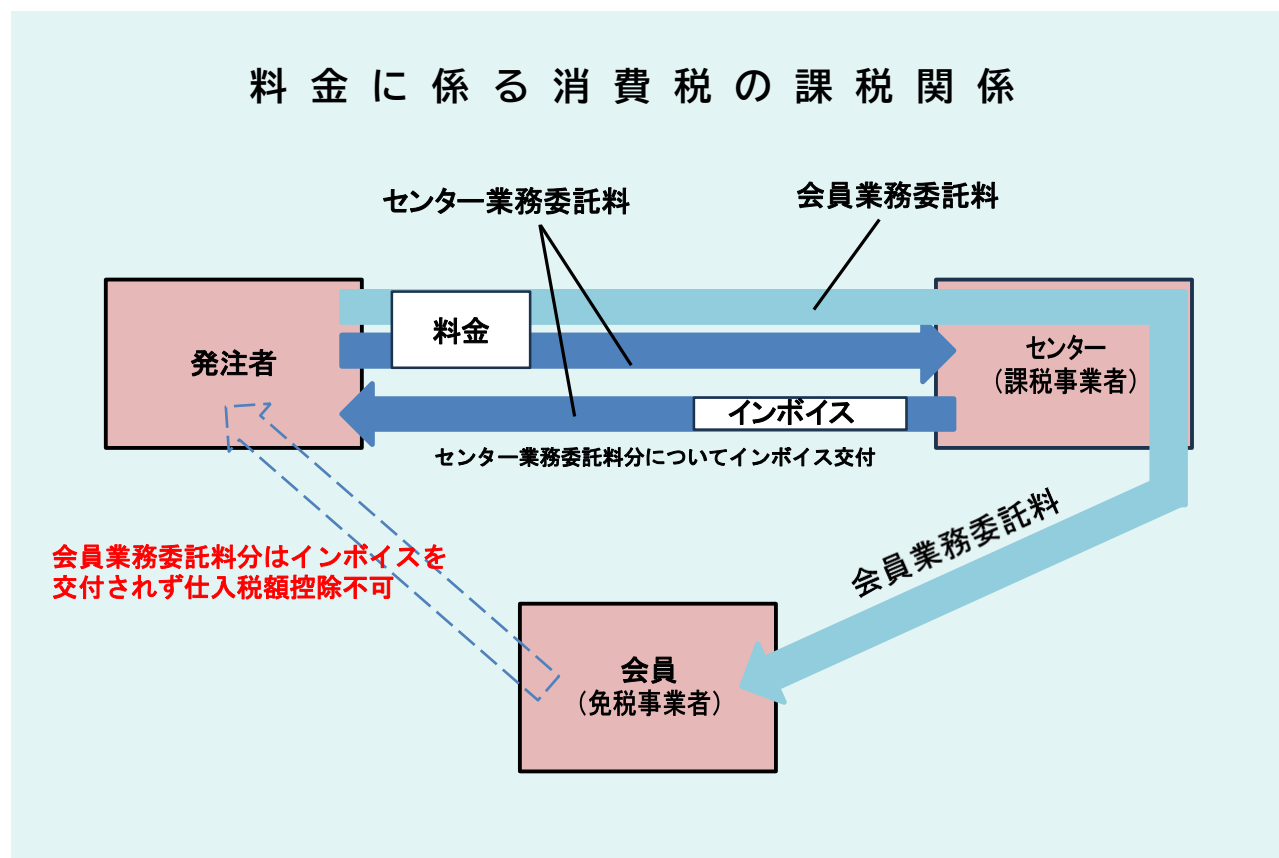 料金に係る消費税の課税関係
センター業務委託料
会員業務委託料
料金
発注者
センター
（課税事業者）
インボイス
センター業務委託料分についてインボイス交付
会員業務委託料
会員業務委託料分はインボイスを
交付されず仕入税額控除不可
会員
（免税事業者）